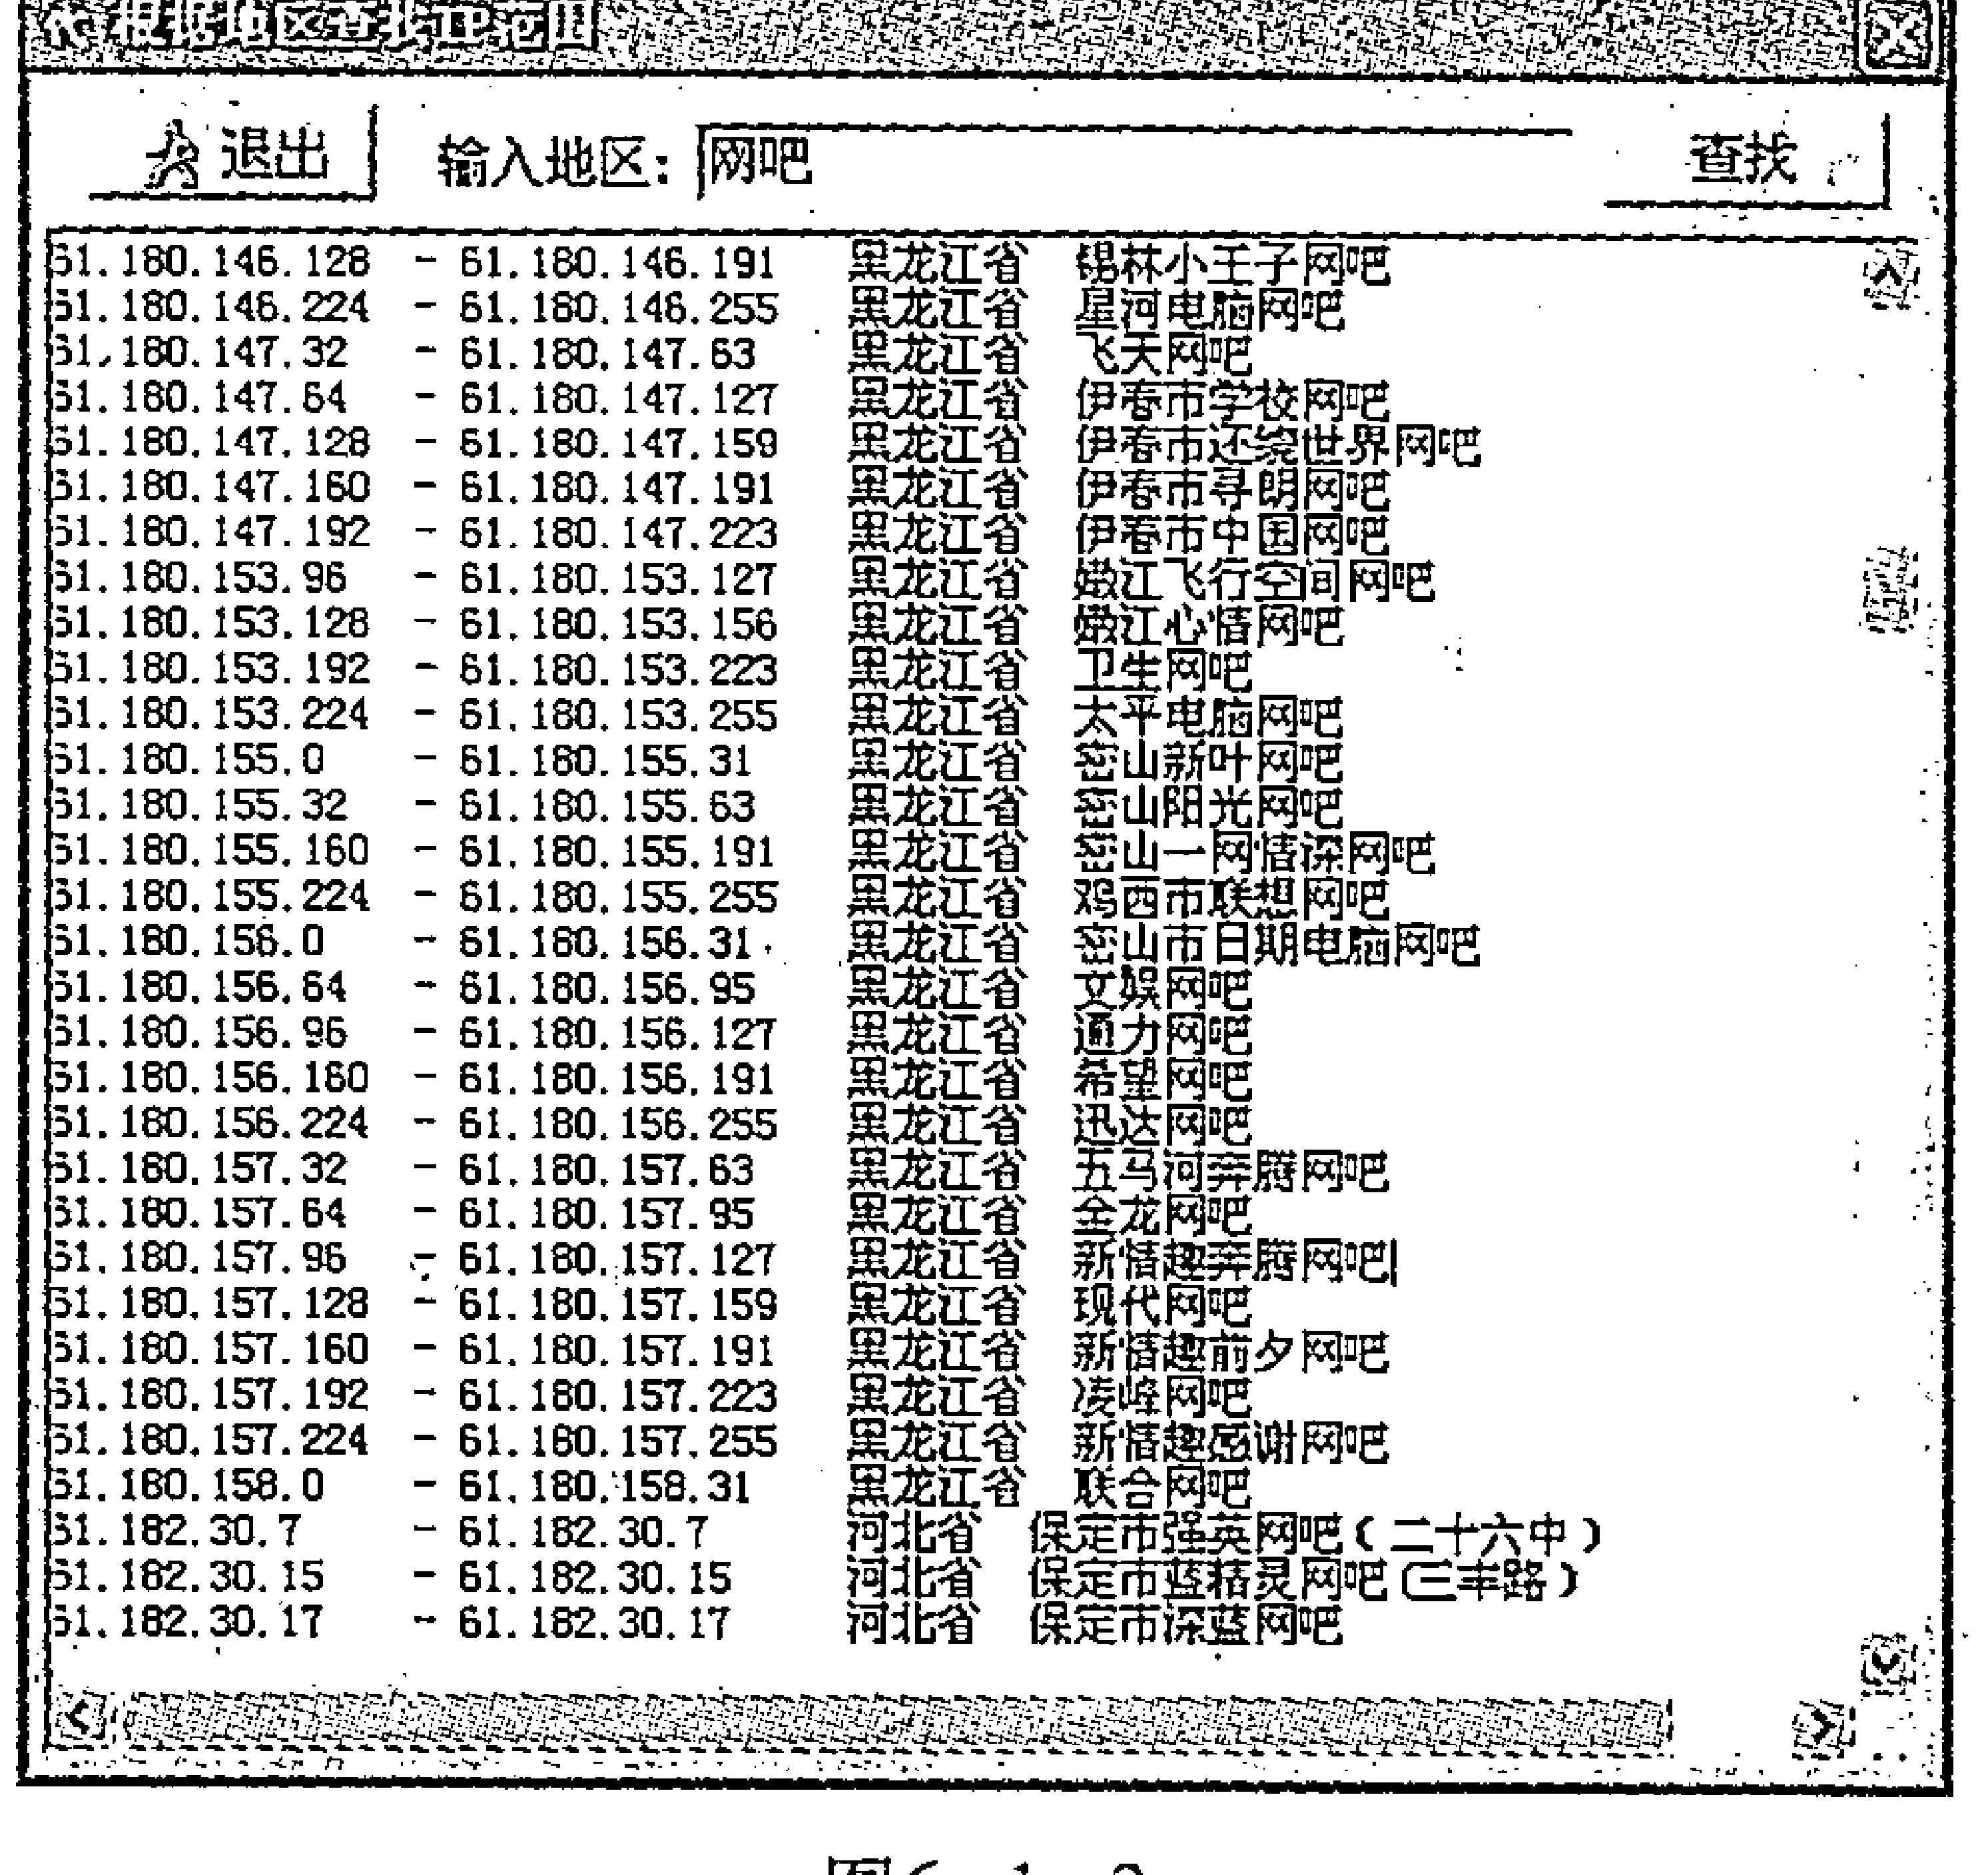 根据地区查找IP范围
退出 输入地区: 网吧 查找
61.180.146.128 - 61.180.146.191 黑龙江省 锡林小王子网吧
61.180.146.224 - 61.180.146.255 黑龙江省 星河电脑网吧
61.180.147.32 - 61.180.147.63 黑龙江省 飞天网吧
61.180.147.64 - 61.180.147.127 黑龙江省 伊春市学校网吧
61.180.147.128 - 61.180.147.159 黑龙江省 伊春市还绕世界网吧
61.180.147.160 - 61.180.147.191 黑龙江省 伊春市寻朗网吧
61.180.147.192 - 61.180.147.223 黑龙江省 伊春市中国网吧
61.180.153.96 - 61.180.153.127 黑龙江省 嫩江飞行空间网吧
61.180.153.128 - 61.180.153.156 黑龙江省 嫩江心情网吧
61.180.153.192 - 61.180.153.223 黑龙江省 卫生网吧
61.180.153.224 - 61.180.153.255 黑龙江省 太平电脑网吧
61.180.155.0 - 61.180.155.31 黑龙江省 密山新叶网吧
61.180.155.32 - 61.180.155.63 黑龙江省 密山阳光网吧
61.180.155.160 - 61.180.155.191 黑龙江省 密山一网情深网吧
61.180.155.224 - 61.180.155.255 黑龙江省 鸡西市联想网吧
61.180.156.0 - 61.180.156.31 黑龙江省 密山市日期电脑网吧
61.180.156.64 - 61.180.156.95 黑龙江省 文娱网吧
61.180.156.96 - 61.180.156.127 黑龙江省 通力网吧
61.180.156.160 - 61.180.156.191 黑龙江省 希望网吧
61.180.156.224 - 61.180.156.255 黑龙江省 迅达网吧
61.180.157.32 - 61.180.157.63 黑龙江省 五马河奔腾网吧
61.180.157.64 - 61.180.157.95 黑龙江省 金龙网吧
61.180.157.96 - 61.180.157.127 黑龙江省 新情趣奔腾网吧
61.180.157.128 - 61.180.157.159 黑龙江省 现代网吧
61.180.157.160 - 61.180.157.191 黑龙江省 新情趣前夕网吧
61.180.157.192 - 61.180.157.223 黑龙江省 凌峰网吧
61.180.157.224 - 61.180.157.255 黑龙江省 新情趣感谢网吧
61.180.158.0 - 61.180.158.31 黑龙江省 联合网吧
61.182.30.7 - 61.182.30.7 河北省 保定市强英网吧(二十六中)
61.182.30.15 - 61.182.30.15 河北省 保定市蓝精灵网吧(三丰路)
61.182.30.17 - 61.182.30.17 河北省 保定市深蓝网吧